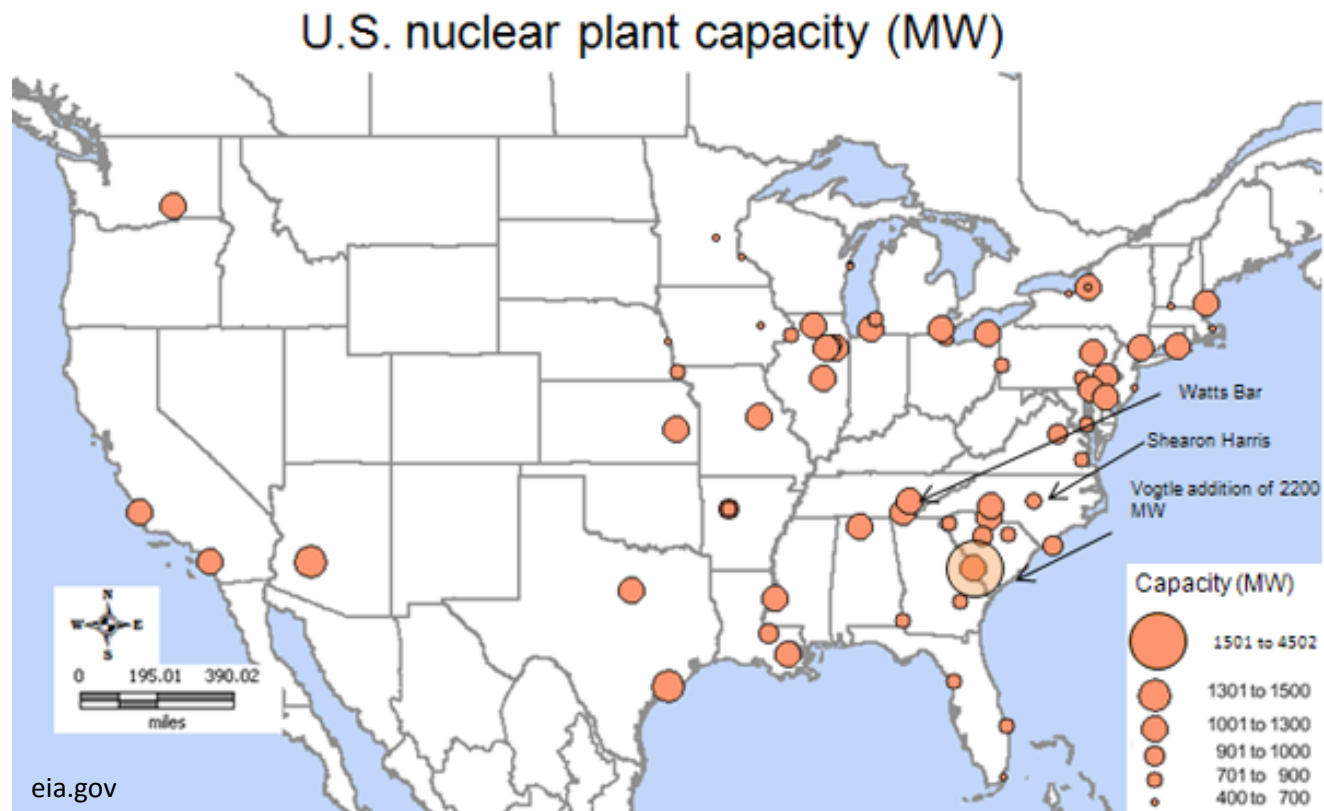 U.S. nuclear plant capacity (MW)
Watts Bar
Shearon Harris
Vogtle addition of 2200
MW
N
W E
S
0 195.01 390.02
miles
Capacity (MW)
1501 to 4502
1301 to 1500
1001 to 1300
901 to 1000
701 to 900
400 to 700
eia.gov